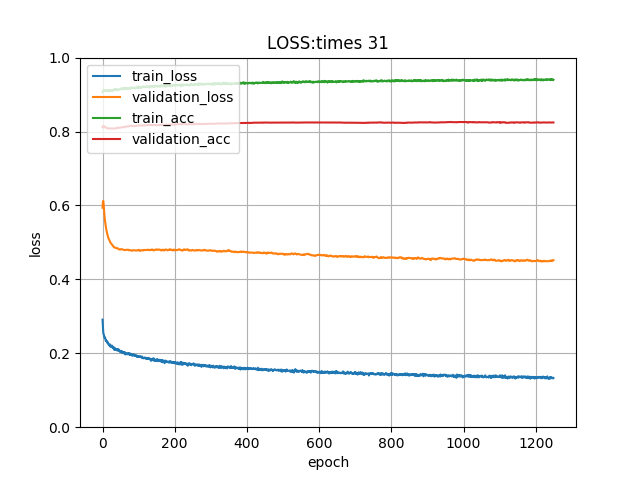 LOSS:times 31
1.0
0.8
0.6
0.4
0.2
0.0
loss
train_loss
validation_loss
train_acc
validation_acc
0 200 400 600 800 1000 1200
epoch